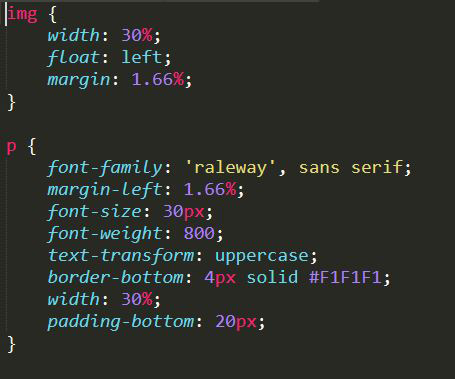 img {
    width: 30%;
    float: left;
    margin: 1.66%;
}

p {
    font-family: 'raleway', sans serif;
    margin-left: 1.66%;
    font-size: 30px;
    font-weight: 800;
    text-transform: uppercase;
    border-bottom: 4px solid #F1F1F1;
    width: 30%;
    padding-bottom: 20px;
}